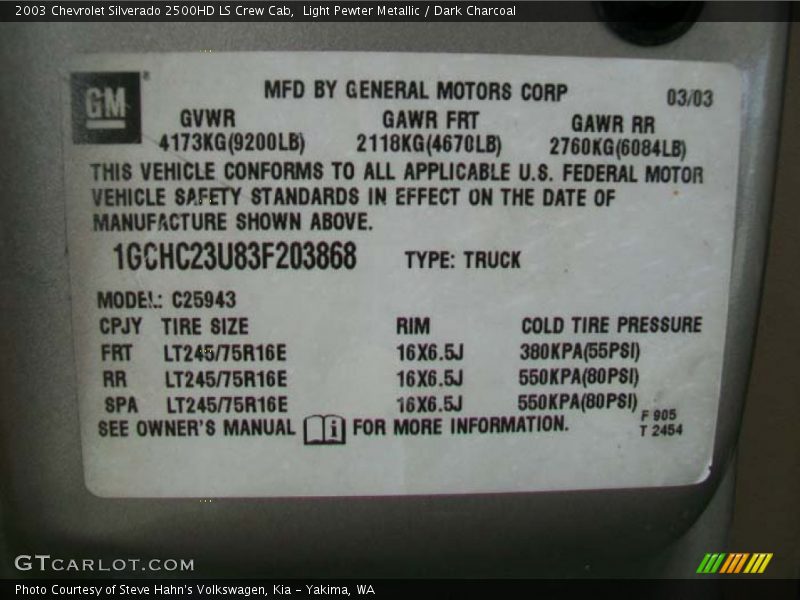 2003 Chevrolet Silverado 2500HD LS Crew Cab,  Light Pewter Metallic / Dark Charcoal
GM
MFD BY GENERAL MOTORS CORP 03/03
GVWR GAWR FRT GAWR RR
4173KG(9200LB) 2118KG(4670LB) 2760KG(6084LB)
THIS VEHICLE CONFORMS TO ALL APPLICABLE U.S. FEDERAL MOTOR
VEHICLE SAFETY STANDARDS IN EFFECT ON THE DATE OF
MANUFACTURE SHOWN ABOVE.
1GCHC23U83F203868 TYPE: TRUCK
MODEL: C25943
CPJY TIRE SIZE RIM COLD TIRE PRESSURE
FRT LT245/75R16E 16X6.5J 380KPA(55PSI)
RR LT245/75R16E 16X6.5J 550KPA(80PSI)
SPA LT245/75R16E 16X6.5J 550KPA(80PSI)
SEE OWNER'S MANUAL i FOR MORE INFORMATION.
F 905
T 2454
GTCARLOT.COM
Photo Courtesy of Steve Hahn's Volkswagen, Kia - Yakima, WA